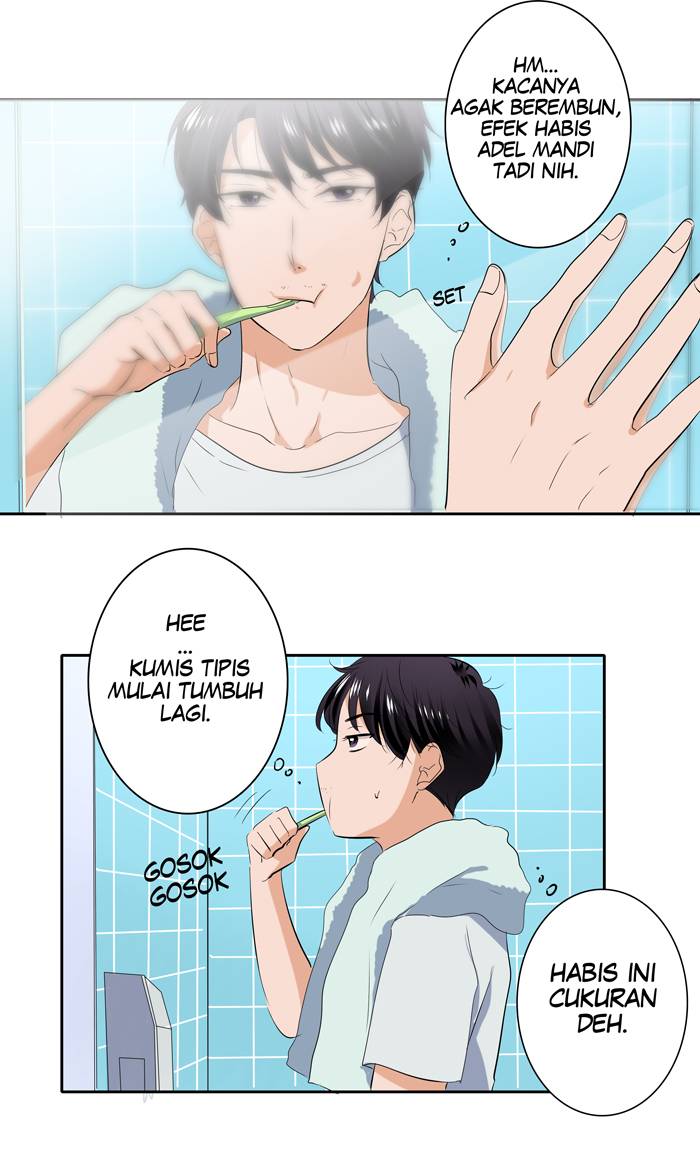 HM...
KACANYA
AGAK BEREMBUN,
EFEK HABIS
ADEL MANDI
TADI NIH.
SET
HEE
...
KUMIS TIPIS
MULAI TUMBUH
LAGI.
GOSOK
GOSOK
HABIS INI
CUKURAN
DEH.